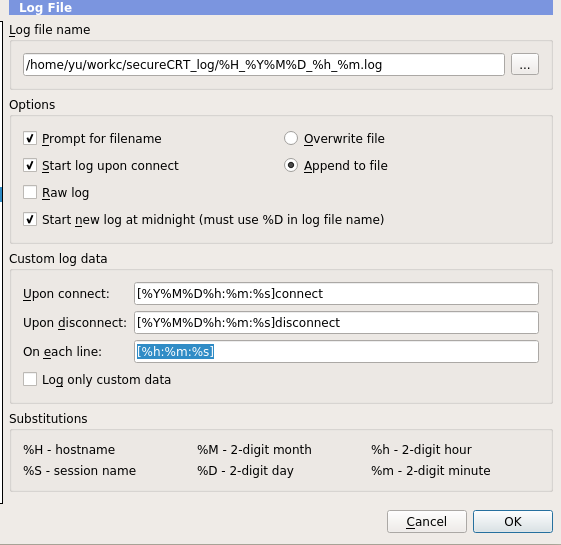 Log File
Log file name
/home/yu/workc/secureCRT_log/%H_%Y%M%D_%h_%m.log
...
Options
Prompt for filename
Overwrite file
Start log upon connect
Append to file
Raw log
Start new log at midnight (must use %D in log file name)
Custom log data
Upon connect: [%Y%M%D%h:%m:%s]connect
Upon disconnect: [%Y%M%D%h:%m:%s]disconnect
On each line: [%h:%m:%s]
Log only custom data
Substitutions
%H - hostname %M - 2-digit month %h - 2-digit hour
%S - session name %D - 2-digit day %m - 2-digit minute
Cancel OK